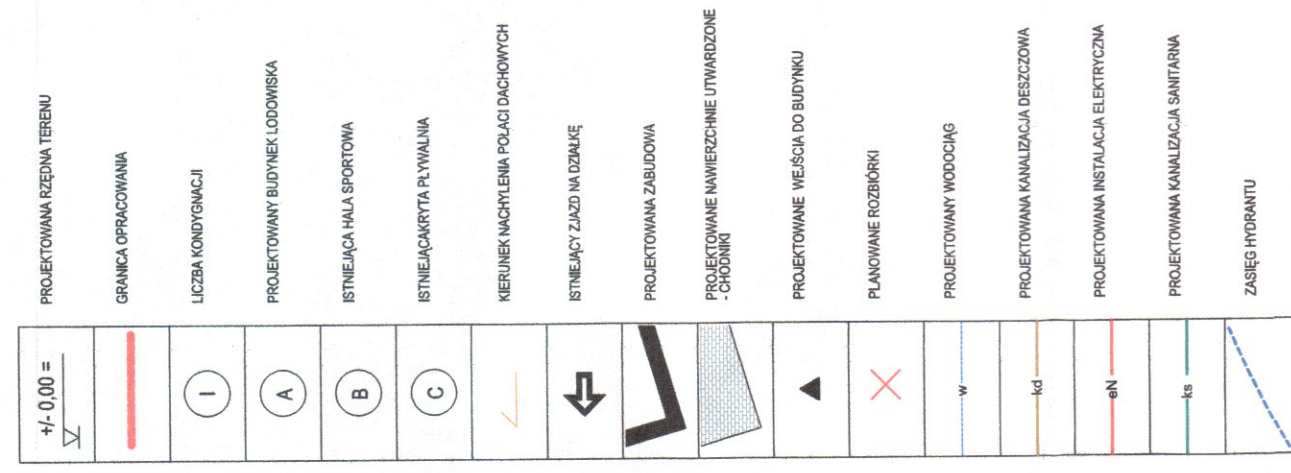 +/- 0,00 =
PROJEKTOWANA RZĘDNA TERENU
GRANICA OPRACOWANIA
I
LICZBA KONDYGNACJI
A
PROJEKTOWANY BUDYNEK LODOWISKA
B
ISTNIEJĄCA HALA SPORTOWA
C
ISTNIEJĄCAKRYTA PŁYWALNIA
KIERUNEK NACHYLENIA POŁACI DACHOWYCH
ISTNIEJĄCY ZJAZD NA DZIAŁKĘ
PROJEKTOWANA ZABUDOWA
PROJEKTOWANE NAWIERZCHNIE UTWARDZONE
- CHODNIKI
PROJEKTOWANE WEJŚCIA DO BUDYNKU
PLANOWANE ROZBIÓRKI
w
PROJEKTOWANY WODOCIĄG
kd
PROJEKTOWANA KANALIZACJA DESZCZOWA
eN
PROJEKTOWANA INSTALACJA ELEKTRYCZNA
ks
PROJEKTOWANA KANALIZACJA SANITARNA
ZASIĘG HYDRANTU